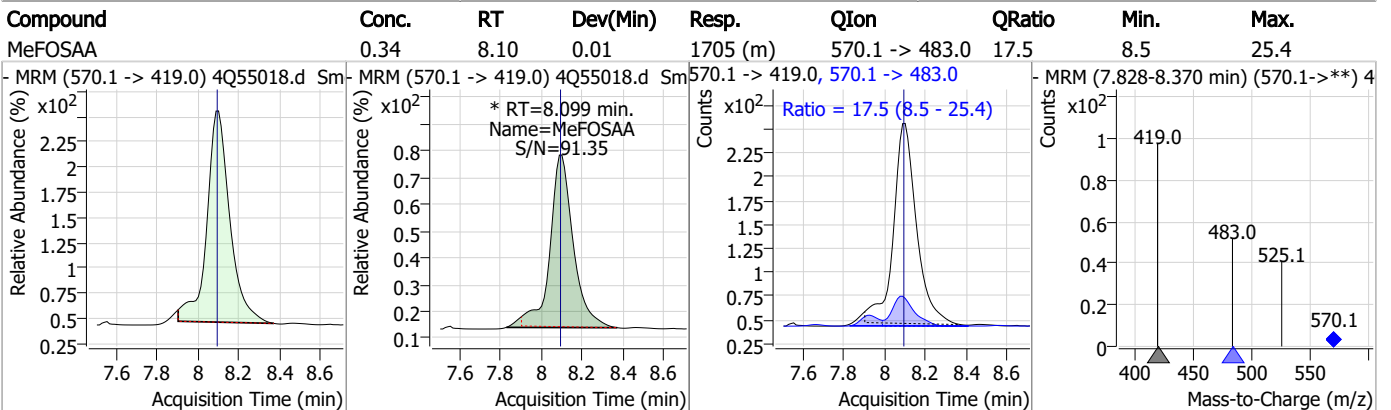 Compound Conc. RT Dev(Min) Resp. QIon QRatio Min. Max.
MeFOSAA 0.34 8.10 0.01 1705 (m) 570.1 -> 483.0 17.5 8.5 25.4
- MRM (570.1 -> 419.0) 4Q55018.d Sm
x10²
Relative Abundance (%)
2.25
2
1.75
1.5
1.25
1
0.75
0.5
0.25
7.6 7.8 8 8.2 8.4 8.6
Acquisition Time (min)
- MRM (570.1 -> 419.0) 4Q55018.d Sm
x10²
* RT=8.099 min.
Name=MeFOSAA
S/N=91.35
Relative Abundance (%)
0.8
0.7
0.6
0.5
0.4
0.3
0.2
0.1
7.6 7.8 8 8.2 8.4 8.6
Acquisition Time (min)
570.1 -> 419.0, 570.1 -> 483.0
x10²
Ratio = 17.5 (8.5 - 25.4)
Counts
2.25
2
1.75
1.5
1.25
1
0.75
0.5
0.25
7.6 7.8 8 8.2 8.4 8.6
Acquisition Time (min)
- MRM (7.828-8.370 min) (570.1->**) 4
x10²
Counts
1
0.8
0.6
0.4
0.2
0
419.0
483.0
525.1
570.1
400 450 500 550
Mass-to-Charge (m/z)